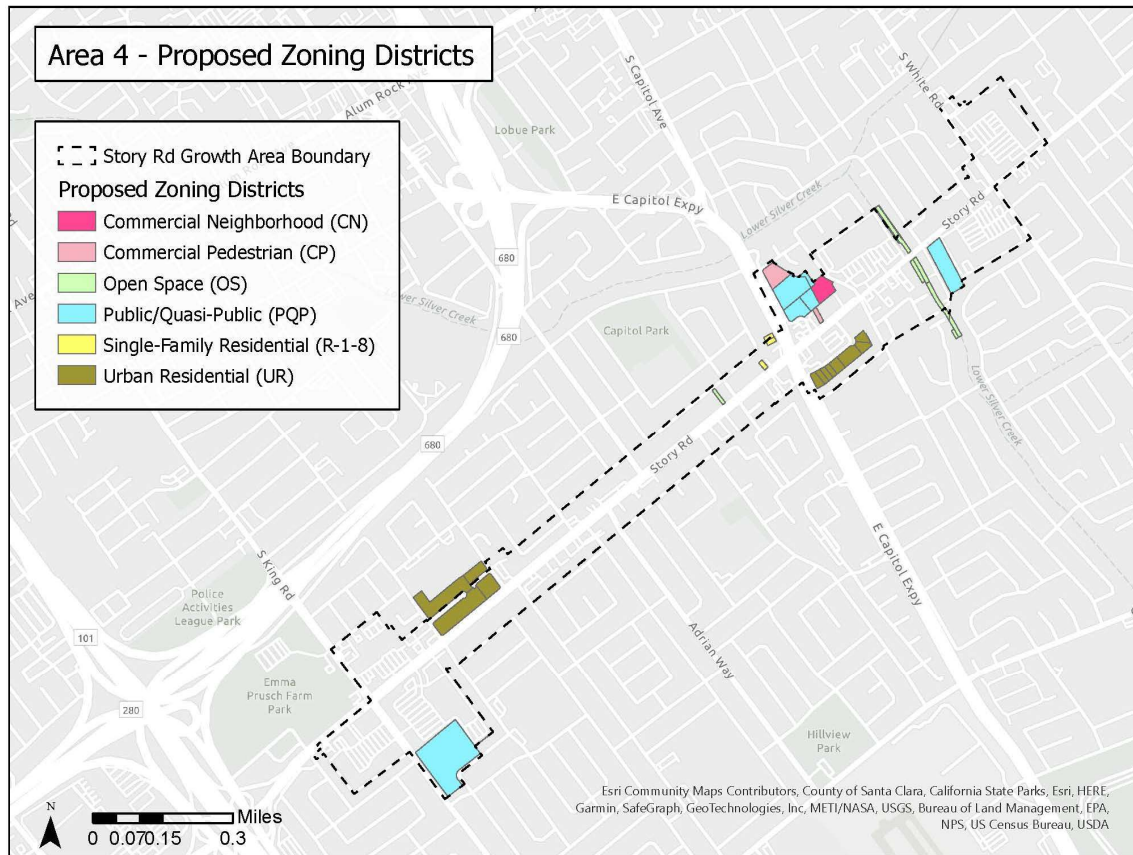 Area 4 - Proposed Zoning Districts
Story Rd Growth Area Boundary
Proposed Zoning Districts
Commercial Neighborhood (CN)
Commercial Pedestrian (CP)
Open Space (OS)
Public/Quasi-Public (PQP)
Single-Family Residential (R-1-8)
Urban Residential (UR)
Alum Rock Ave
Lobue Park
S Capitol Ave
S White Rd
E Capitol Expy
Lower Silver Creek
Story Rd
680
680
Lower Silver Creek
680
Capitol Park
Lower Silver Creek
680
Story Rd
E Capitol Expy
S King Rd
Police
Activities
League Park
101
Emma
Prusch Farm
Park
280
Adrian Way
Hillview
Park
N
Miles
0 0.07 0.15 0.3
Esri Community Maps Contributors, County of Santa Clara, California State Parks, Esri, HERE,
Garmin, SafeGraph, GeoTechnologies, Inc, METI/NASA, USGS, Bureau of Land Management, EPA,
NPS, US Census Bureau, USDA